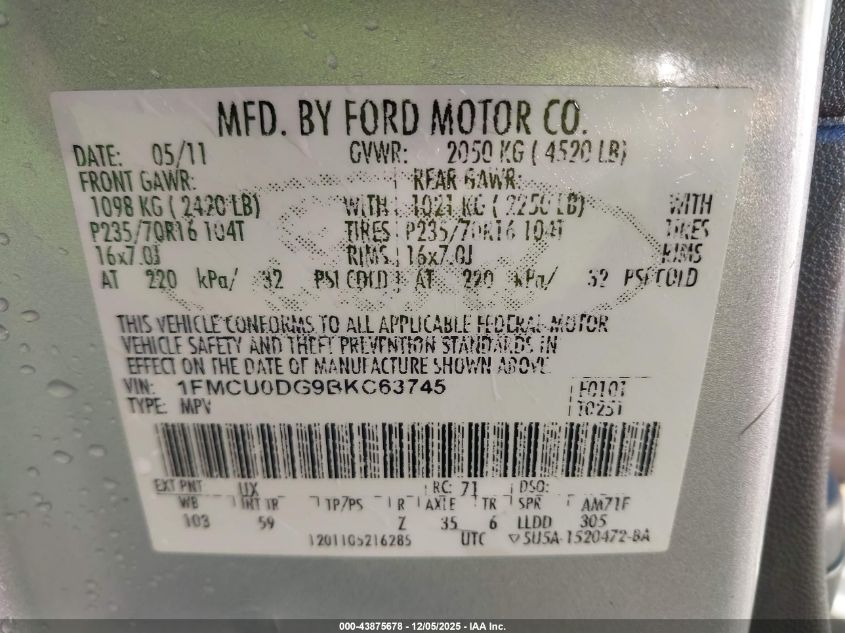 MFD. BY FORD MOTOR CO.
DATE: 05/11 GVWR: 2050 KG ( 4520 LB)
FRONT GAWR: REAR GAWR:
1098 KG ( 2420 LB) WITH 1021 KG ( 2250 LB) WITH
P235/70R16 104T TIRES P235/70R16 104T TIRES
16x7.0J RIMS 16x7.0J RIMS
AT 220 kPa/ 32 PSI COLD AT 220 kPa/ 32 PSI COLD
THIS VEHICLE CONFORMS TO ALL APPLICABLE FEDERAL MOTOR
VEHICLE SAFETY AND THEFT PREVENTION STANDARDS IN
EFFECT ON THE DATE OF MANUFACTURE SHOWN ABOVE.
VIN: 1FMCU0DG9BKC63745 F0107
TYPE: MPV T0251
EXT PNT UX RC: 71 DSO:
WB INT TR TP/PS R AXLE TR SPR AM71F
103 59 Z 35 6 LLDD 305
1201105216285 UTC ▽5U5A-1520472-BA
000-43875678 - 12/05/2025 - IAA Inc.